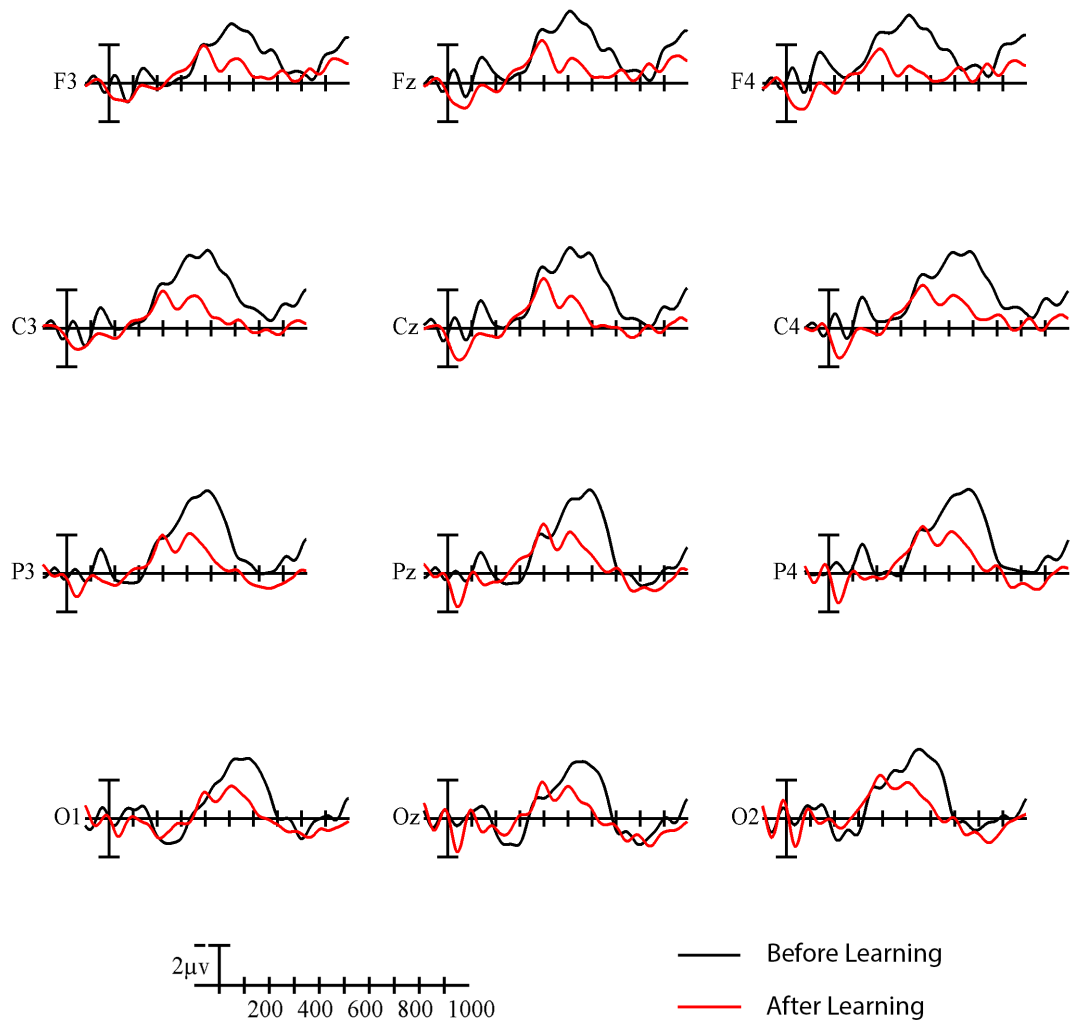 F3 Fz F4
C3 Cz C4
P3 Pz P4
O1 Oz O2
2μv
200 400 600 800 1000
Before Learning
After Learning